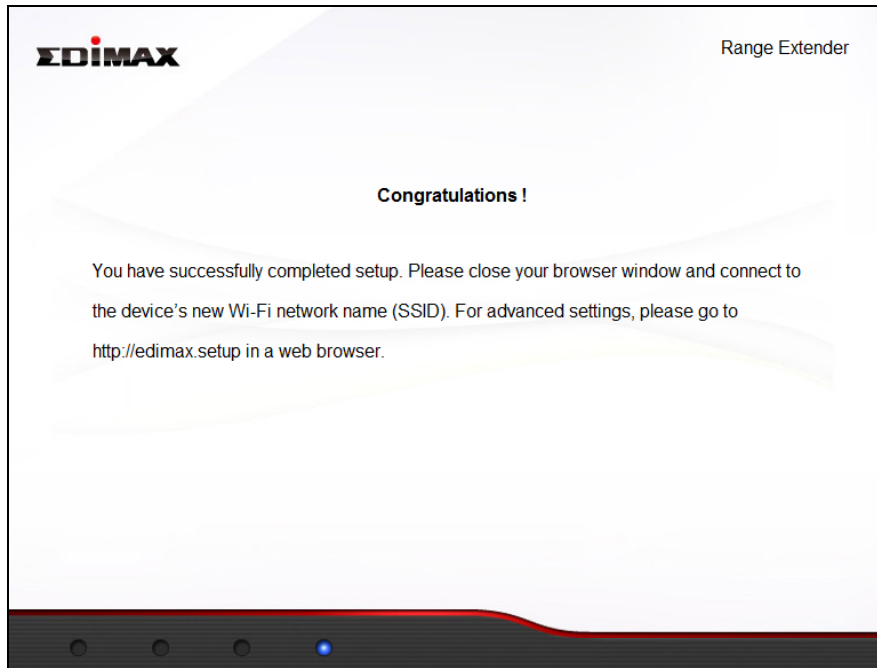 EDIMAX
Range Extender
Congratulations !
You have successfully completed setup. Please close your browser window and connect to
the device's new Wi-Fi network name (SSID). For advanced settings, please go to
http://edimax.setup in a web browser.